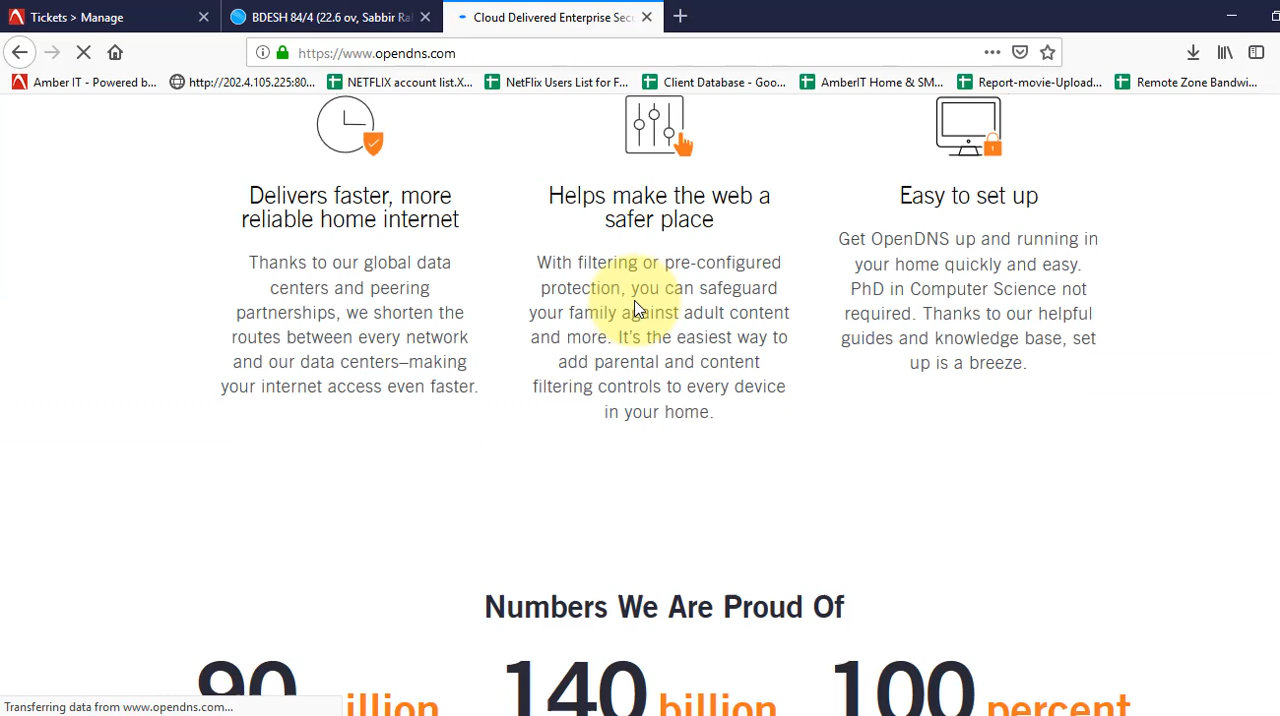 Tickets > Manage
BDESH 84/4 (22.6 ov, Sabbir Ra
Cloud Delivered Enterprise Secu
https://www.opendns.com
Amber IT - Powered b...
http://202.4.105.225:80...
NETFLIX account list.X...
NetFlix Users List for F...
Client Database - Goo...
AmberIT Home & SM...
Report-movie-Upload...
Remote Zone Bandwi...
Delivers faster, more
reliable home internet
Thanks to our global data
centers and peering
partnerships, we shorten the
routes between every network
and our data centers–making
your internet access even faster.
Helps make the web a
safer place
With filtering or pre-configured
protection, you can safeguard
your family against adult content
and more. It's the easiest way to
add parental and content
filtering controls to every device
in your home.
Easy to set up
Get OpenDNS up and running in
your home quickly and easy.
PhD in Computer Science not
required. Thanks to our helpful
guides and knowledge base, set
up is a breeze.
Numbers We Are Proud Of
90 illion
140 billion
100 percent
Transferring data from www.opendns.com...